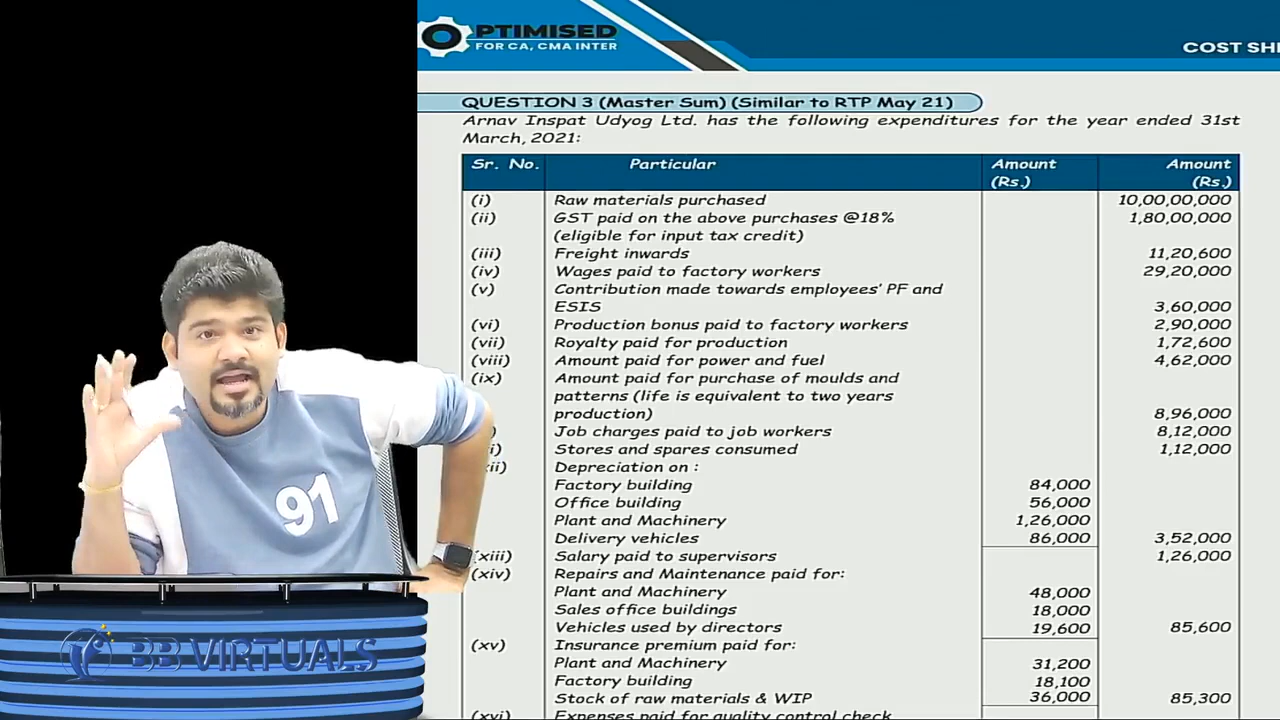 PTIMISED
FOR CA, CMA INTER
COST SH
QUESTION 3 (Master Sum) (Similar to RTP May 21)
Arnav Inspat Udyog Ltd. has the following expenditures for the year ended 31st
March, 2021:
Sr. No. Particular Amount (Rs.) Amount (Rs.)
(i) Raw materials purchased 10,00,00,000
(ii) GST paid on the above purchases @18% 1,80,00,000
(eligible for input tax credit)
(iii) Freight inwards 11,20,600
(iv) Wages paid to factory workers 29,20,000
(v) Contribution made towards employees' PF and
ESIS 3,60,000
(vi) Production bonus paid to factory workers 2,90,000
(vii) Royalty paid for production 1,72,600
(viii) Amount paid for power and fuel 4,62,000
(ix) Amount paid for purchase of moulds and
patterns (life is equivalent to two years
production) 8,96,000
) Job charges paid to job workers 8,12,000
i) Stores and spares consumed 1,12,000
ii) Depreciation on :
Factory building 84,000
Office building 56,000
Plant and Machinery 1,26,000
Delivery vehicles 86,000 3,52,000
(xiii) Salary paid to supervisors 1,26,000
(xiv) Repairs and Maintenance paid for:
Plant and Machinery 48,000
Sales office buildings 18,000
Vehicles used by directors 19,600 85,600
(xv) Insurance premium paid for:
Plant and Machinery 31,200
Factory building 18,100
Stock of raw materials & WIP 36,000 85,300
(xvi) Expenses paid for quality control check
91
BB VIRTUALS